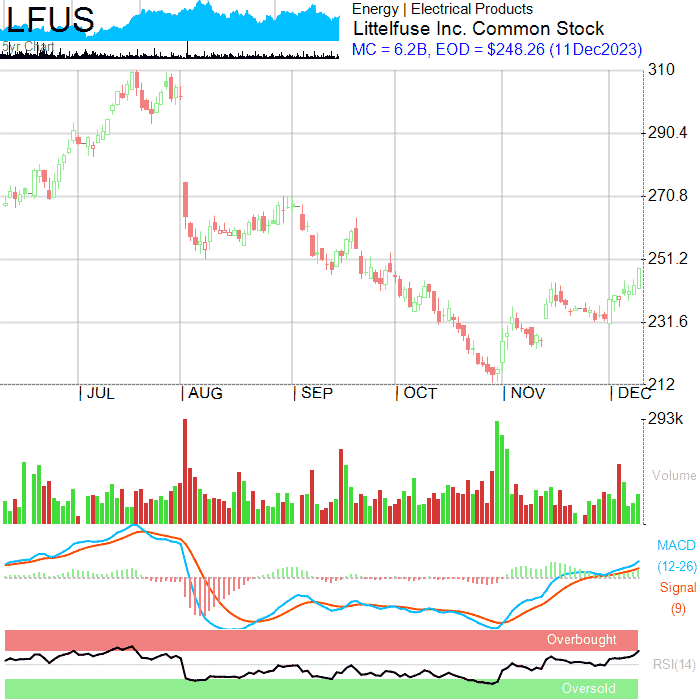 LFUS
5yr Chart
Energy | Electrical Products
Littelfuse Inc. Common Stock
MC = 6.2B, EOD = $248.26 (11Dec2023)
310
290.4
270.8
251.2
231.6
212
| JUL | AUG | SEP | OCT | NOV | DEC
293k
Volume
MACD
(12-26)
Signal
(9)
Overbought
RSI(14)
Oversold